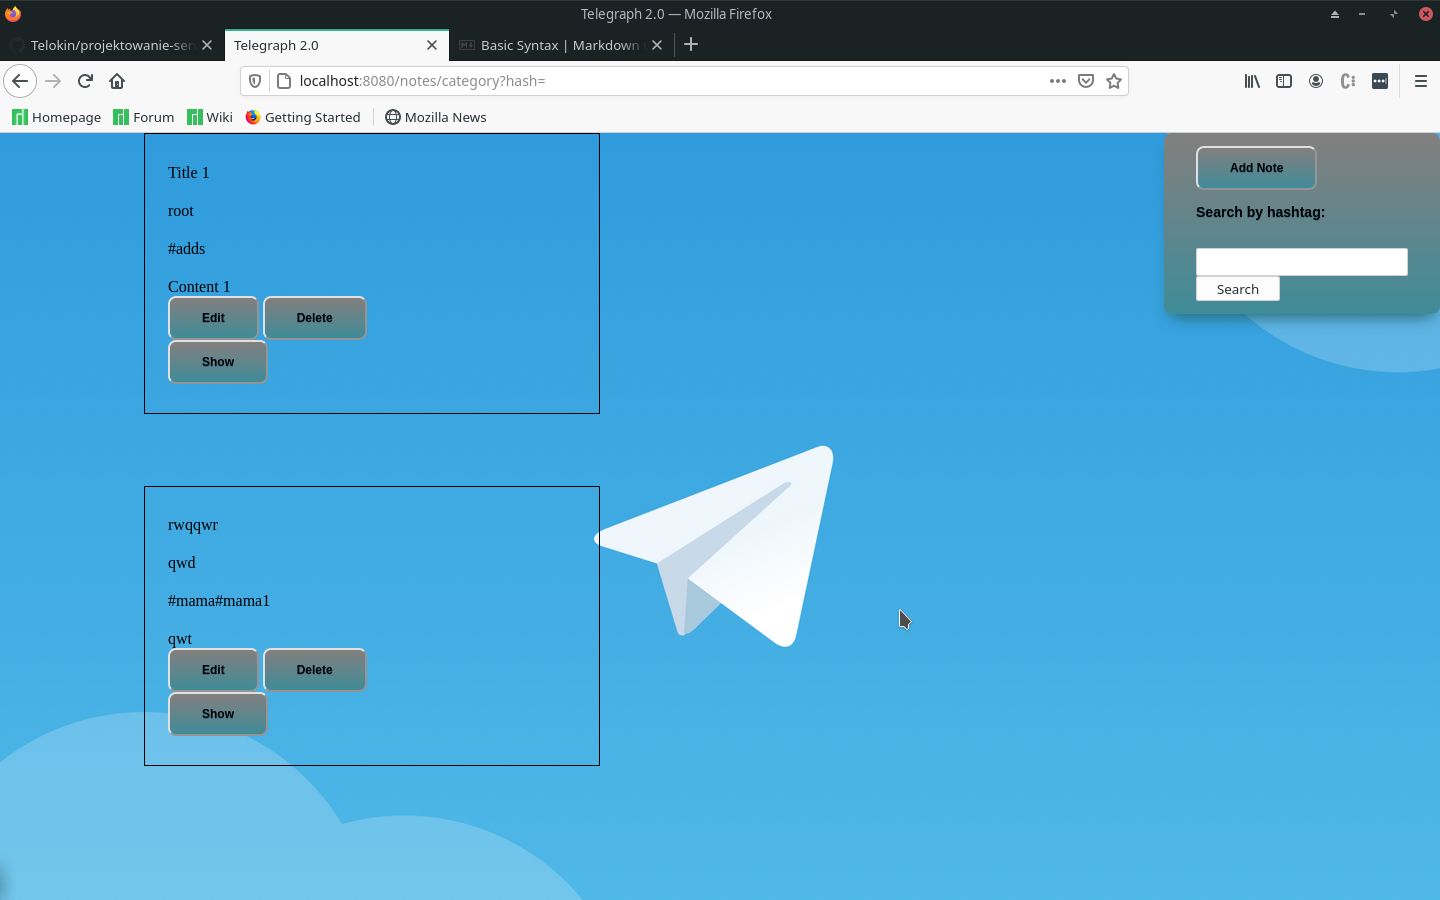 Telegraph 2.0 — Mozilla Firefox
Telokin/projektowanie-ser
Telegraph 2.0
Basic Syntax | Markdown
localhost:8080/notes/category?hash=
Homepage Forum Wiki Getting Started Mozilla News
Title 1
root
#adds
Content 1
Edit Delete
Show
rwqqwr
qwd
#mama#mama1
qwt
Edit Delete
Show
Add Note
Search by hashtag:
Search